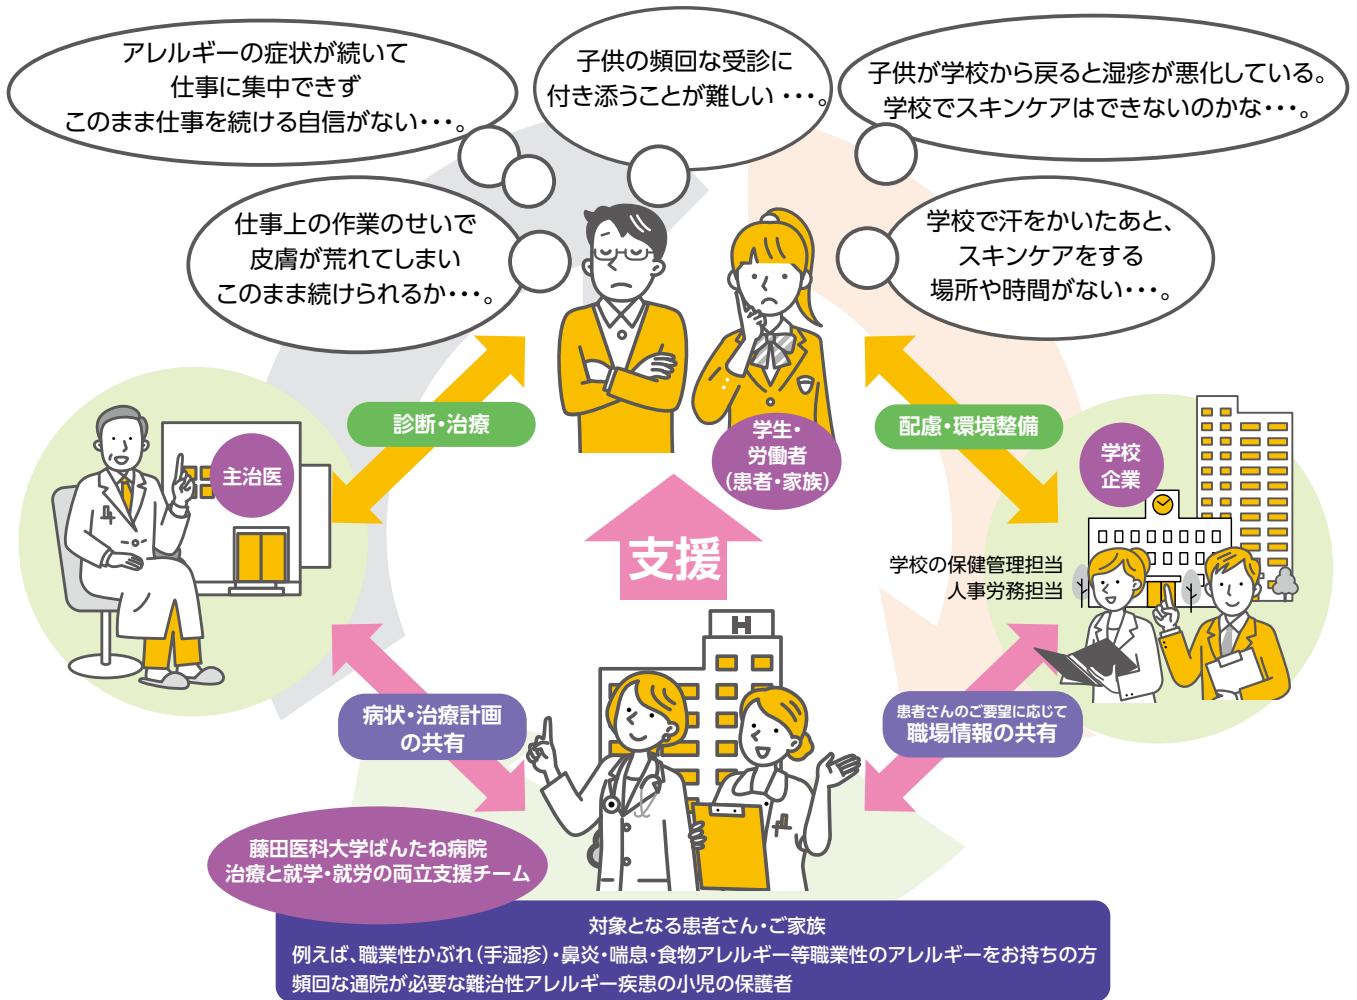 アレルギーの症状が続いて
仕事に集中できず
このまま仕事を続ける自信がない・・・。
子供の頻回な受診に
付き添うことが難しい ・・・。
子供が学校から戻ると湿疹が悪化している。
学校でスキンケアはできないのかな・・・。
仕事上の作業のせいで
皮膚が荒れてしまい
このまま続けられるか・・・。
学校で汗をかいたあと、
スキンケアをする
場所や時間がない・・・。
診断・治療
学生・
労働者
(患者・家族)
配慮・環境整備
主治医
学校
企業
支援
学校の保健管理担当
人事労務担当
H
病状・治療計画
の共有
患者さんのご要望に応じて
職場情報の共有
藤田医科大学ばんたね病院
治療と就学・就労の両立支援チーム
対象となる患者さん・ご家族
例えば、職業性かぶれ(手湿疹)・鼻炎・喘息・食物アレルギー等職業性のアレルギーをお持ちの方
頻回な通院が必要な難治性アレルギー疾患の小児の保護者